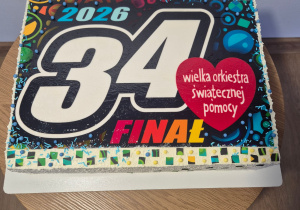 2026
34
FINAŁ
wielka orkiestra
świątecznej
pomocy